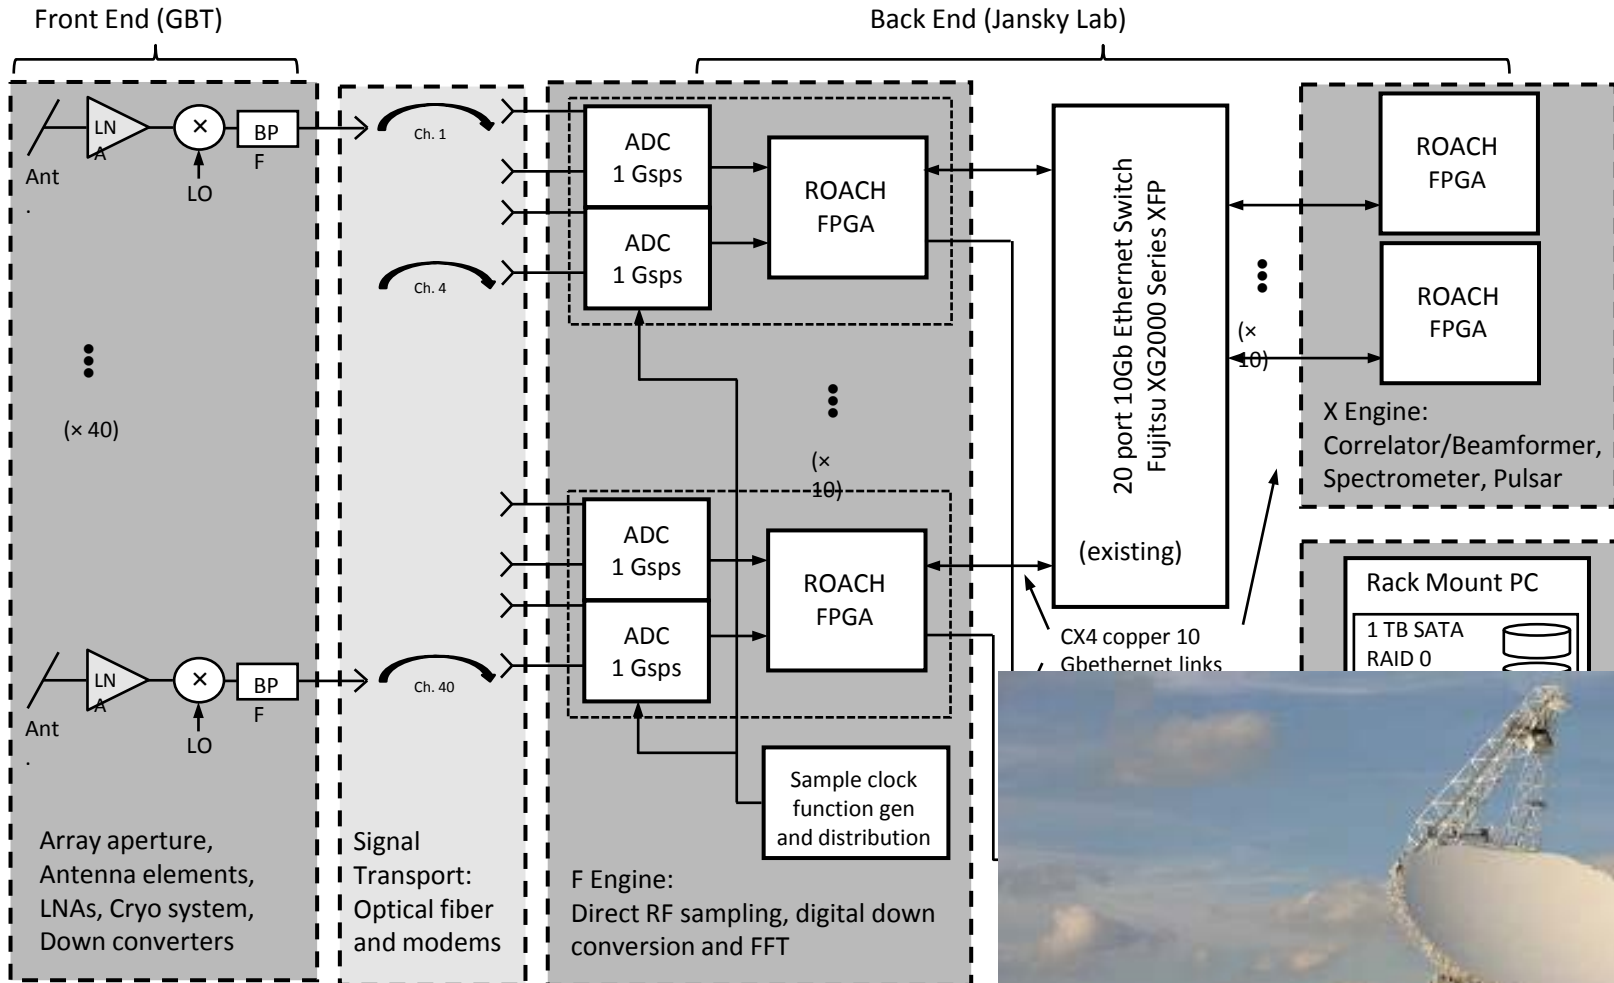 Front End (GBT)
Back End (Jansky Lab)
LN
A
BP
F
Ant
.
LO
Ch. 1
Ch. 4
(× 40)
LN
A
BP
F
Ant
.
LO
Ch. 40
Array aperture,
Antenna elements,
LNAs, Cryo system,
Down converters
Signal
Transport:
Optical fiber
and modems
ADC
1 Gsps
ADC
1 Gsps
ROACH
FPGA
(×
10)
ADC
1 Gsps
ADC
1 Gsps
ROACH
FPGA
Sample clock
function gen
and distribution
F Engine:
Direct RF sampling, digital down
conversion and FFT
20 port 10Gb Ethernet Switch
Fujitsu XG2000 Series XFP
(existing)
(×
10)
CX4 copper 10
Gbethernet links
ROACH
FPGA
ROACH
FPGA
X Engine:
Correlator/Beamformer,
Spectrometer, Pulsar
Rack Mount PC
1 TB SATA
RAID 0